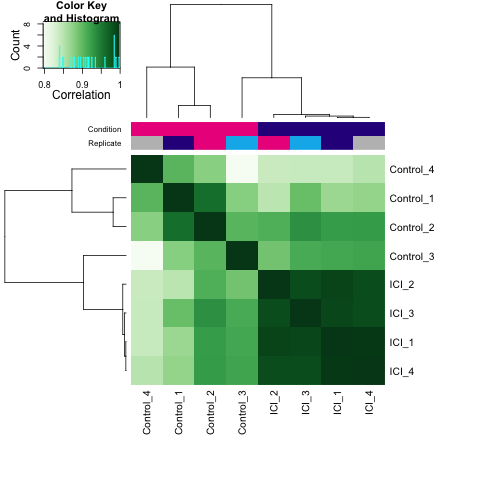 Color Key
and Histogram
Count
0 4 8
0.8 0.9 1
Correlation
Condition
Replicate
Control_4
Control_1
Control_2
Control_3
ICI_2
ICI_3
ICI_1
ICI_4
Control_4 Control_1 Control_2 Control_3 ICI_2 ICI_3 ICI_1 ICI_4